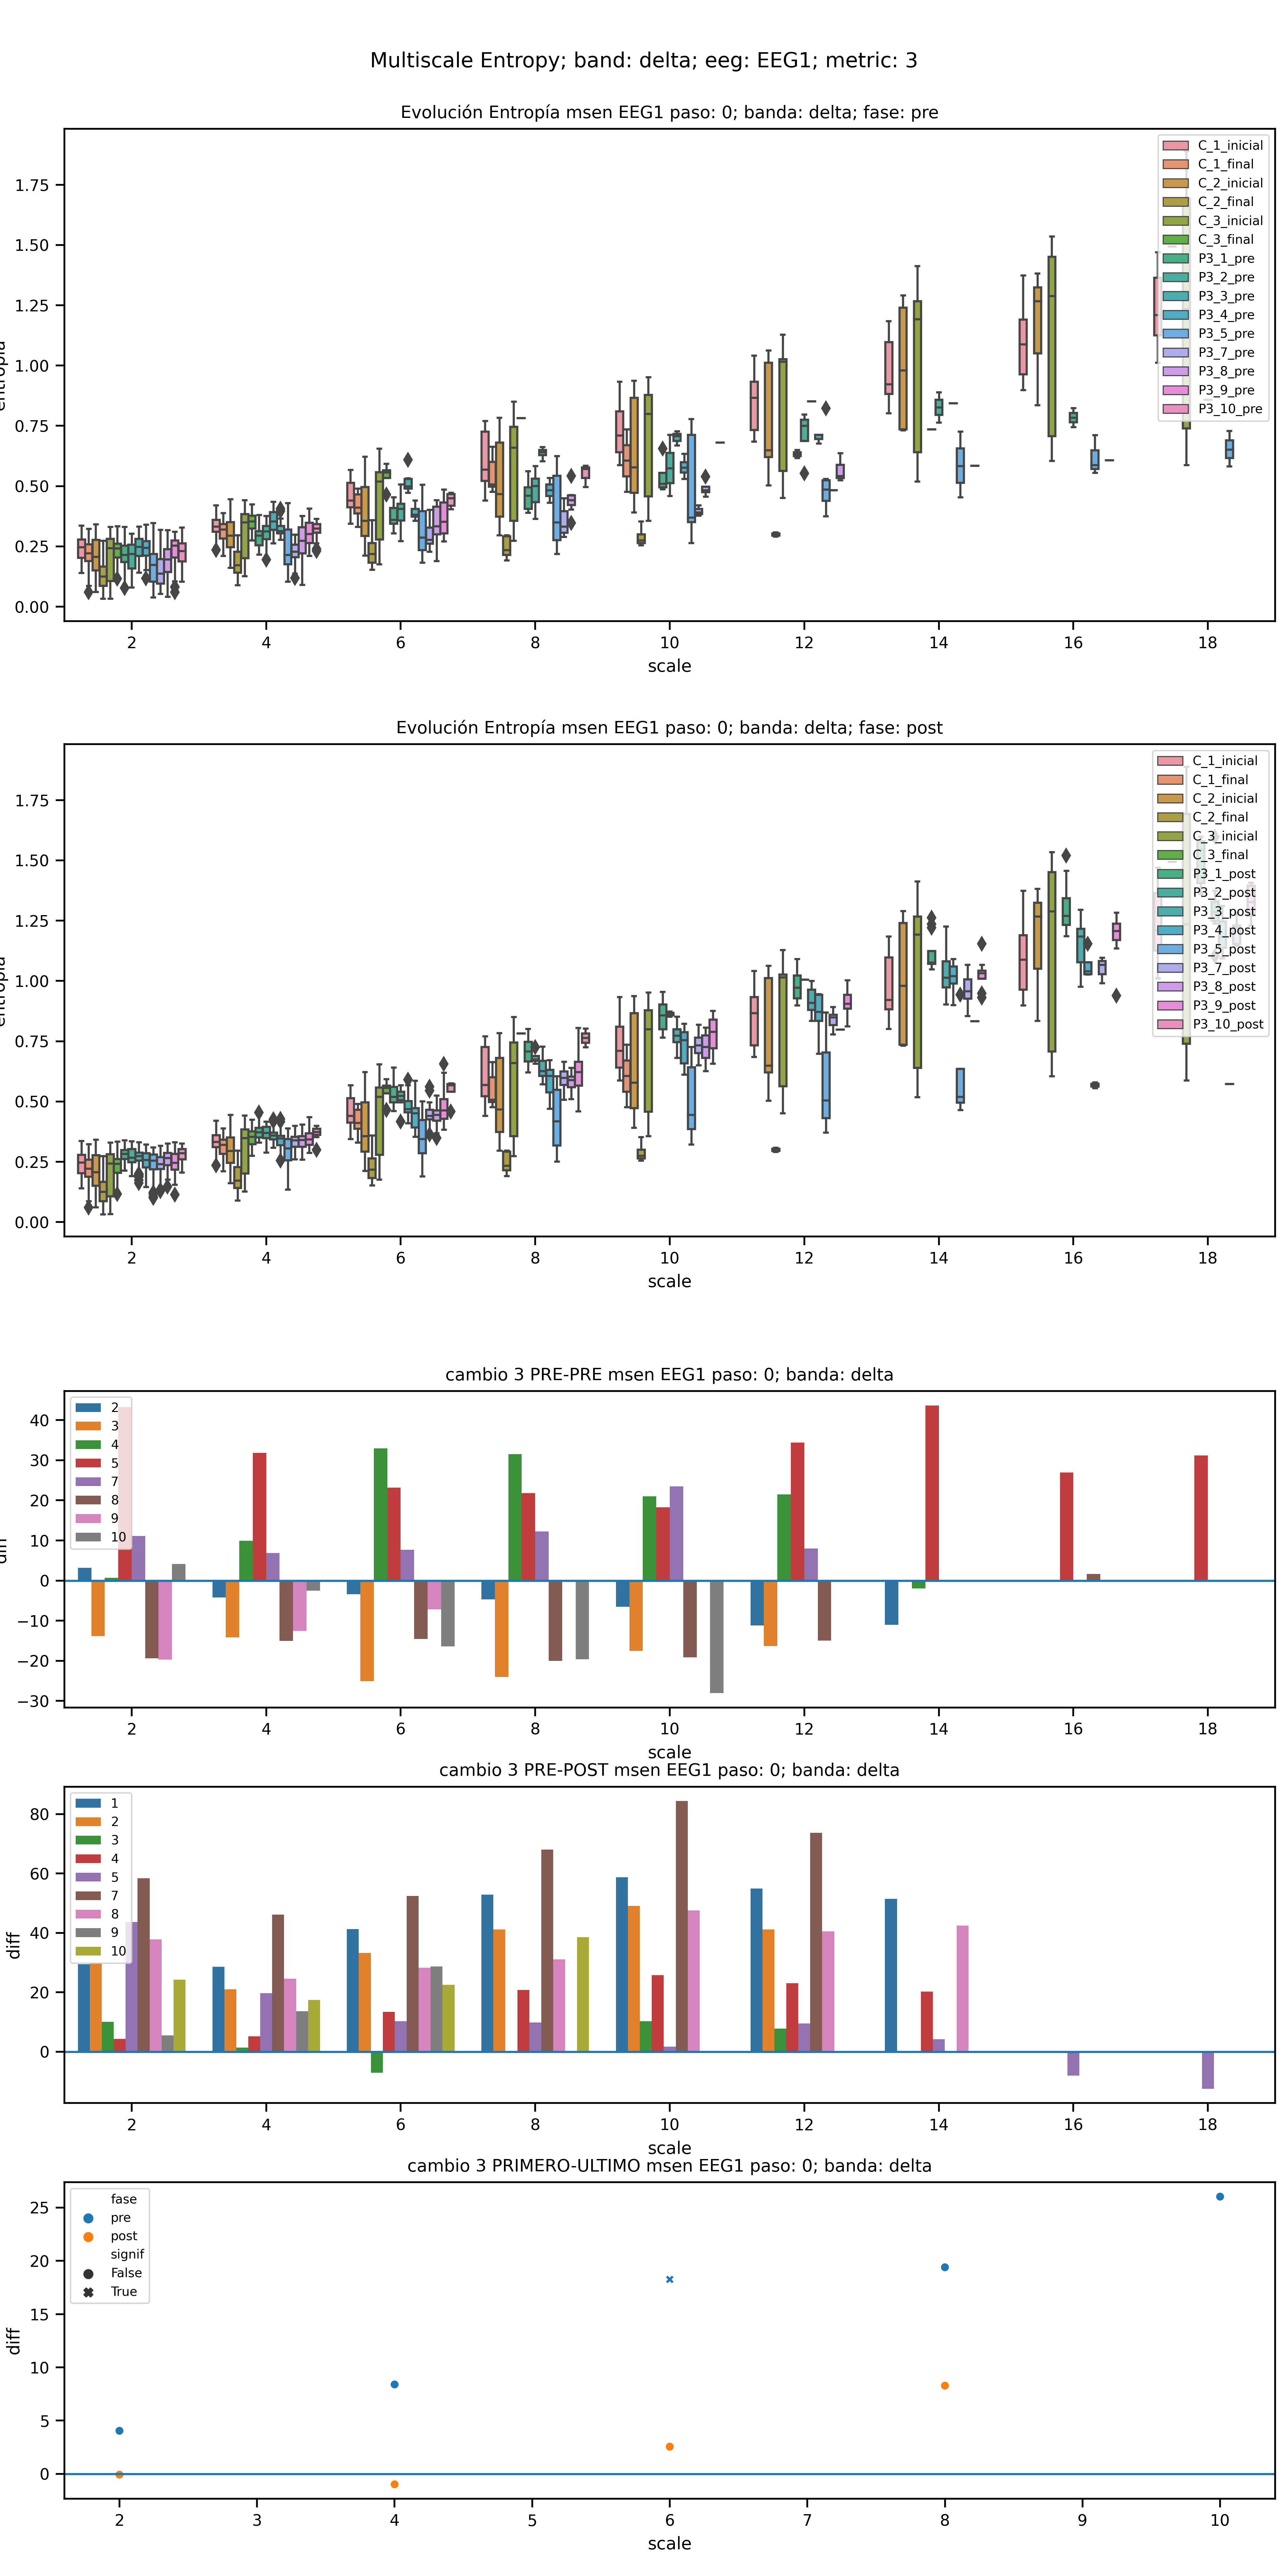 Multiscale Entropy; band: delta; eeg: EEG1; metric: 3
Evolución Entropía msen EEG1 paso: 0; banda: delta; fase: pre
C_1_inicial
C_1_final
C_2_inicial
C_2_final
C_3_inicial
C_3_final
P3_1_pre
P3_2_pre
P3_3_pre
P3_4_pre
P3_5_pre
P3_7_pre
P3_8_pre
P3_9_pre
P3_10_pre
1.75
1.50
1.25
1.00
0.75
0.50
0.25
0.00
2 4 6 8 10 12 14 16 18
scale
Evolución Entropía msen EEG1 paso: 0; banda: delta; fase: post
C_1_inicial
C_1_final
C_2_inicial
C_2_final
C_3_inicial
C_3_final
P3_1_post
P3_2_post
P3_3_post
P3_4_post
P3_5_post
P3_7_post
P3_8_post
P3_9_post
P3_10_post
1.75
1.50
1.25
1.00
0.75
0.50
0.25
0.00
2 4 6 8 10 12 14 16 18
scale
cambio 3 PRE-PRE msen EEG1 paso: 0; banda: delta
2
3
4
5
7
8
9
10
40
30
20
10
0
−10
−20
−30
2 4 6 8 10 12 14 16 18
scale
cambio 3 PRE-POST msen EEG1 paso: 0; banda: delta
1
2
3
4
5
7
8
9
10
80
60
40
20
0
diff
2 4 6 8 10 12 14 16 18
scale
cambio 3 PRIMERO-ULTIMO msen EEG1 paso: 0; banda: delta
fase
pre
post
signif
False
True
25
20
15
10
5
0
diff
2 3 4 5 6 7 8 9 10
scale